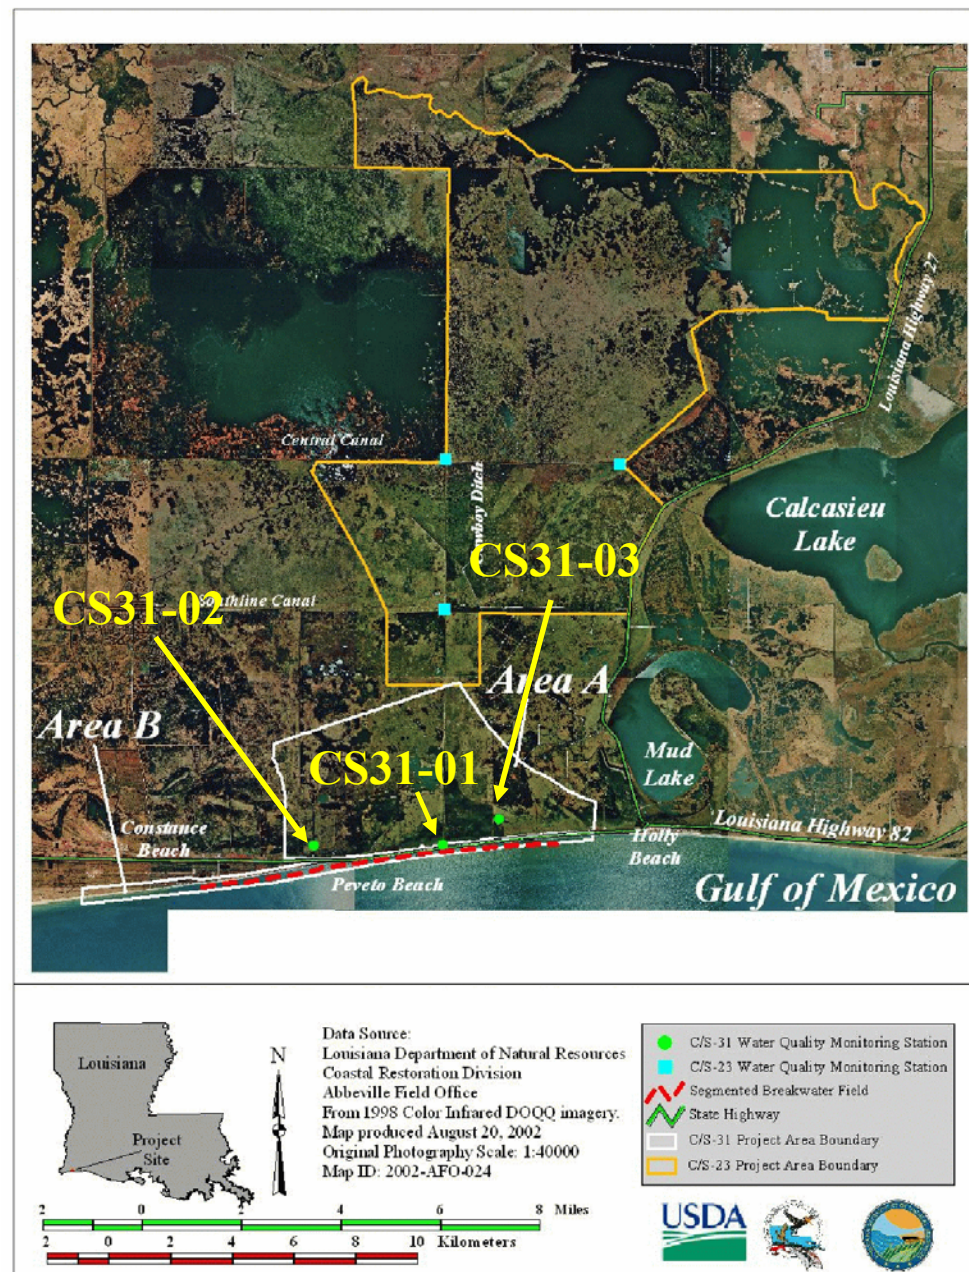 Louisiana Highway 27
Central Canal
Calcasieu
Lake
CS31-03
CS31-02
Canal
Area A
Area B
Mud
Lake
CS31-01
Constance
Beach
Louisiana Highway 82
Holly
Beach
Peveto Beach
Gulf of Mexico
Louisiana
Project
Site
N
Data Source:
Louisiana Department of Natural Resources
Coastal Restoration Division
Abbeville Field Office
From 1998 Color Infrared DOQQ imagery.
Map produced August 20, 2002
Original Photography Scale: 1:40000
Map ID: 2002-AFO-024
C/S-31 Water Quality Monitoring Station
C/S-23 Water Quality Monitoring Station
Segmented Breakwater Field
State Highway
C/S-31 Project Area Boundary
C/S-23 Project Area Boundary
2 0 2 4 6 8 Miles
2 0 2 4 6 8 10 Kilometers
USDA